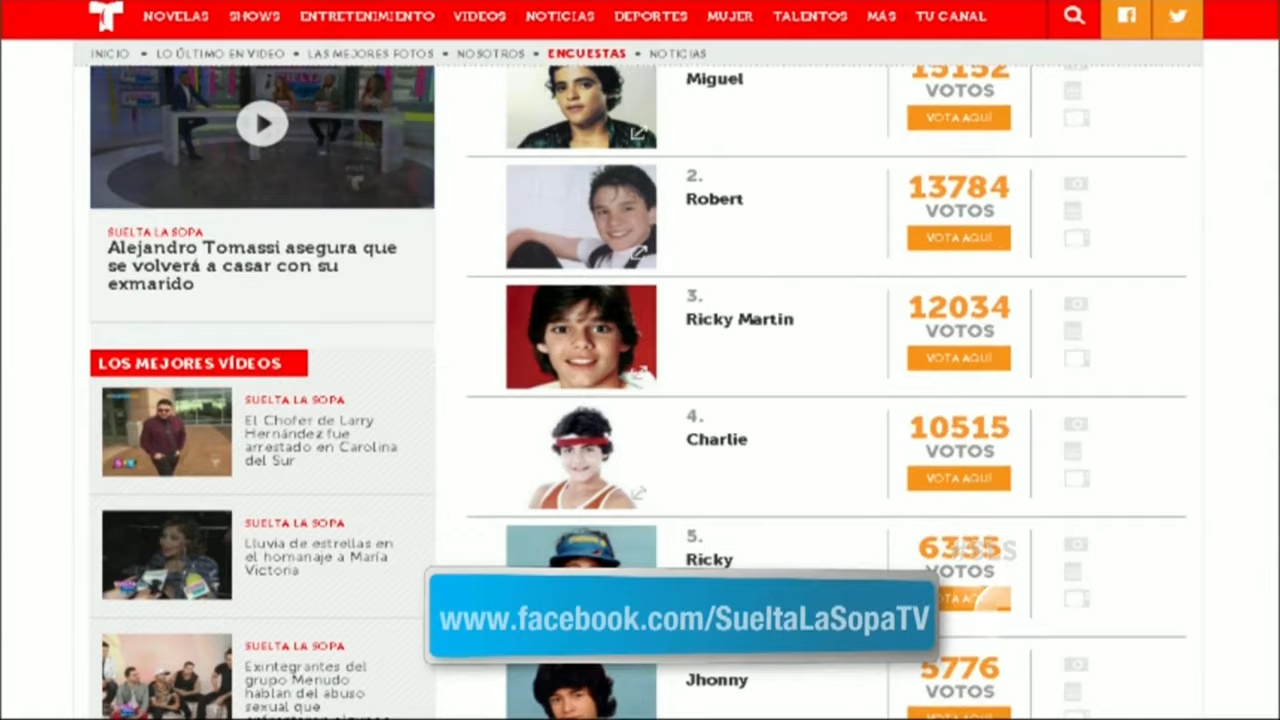 NOVELAS SHOWS ENTRETENIMIENTO VIDEOS NOTICIAS DEPORTES MUJER TALENTOS MÁS TU CANAL
INICIO LO ÚLTIMO EN VIDEO LAS MEJORES FOTOS NOSOTROS ENCUESTAS NOTICIAS
SUELTA LA SOPA
Alejandro Tomassi asegura que
se volverá a casar con su
exmarido
LOS MEJORES VÍDEOS
SUELTA LA SOPA
El Chofer de Larry
Hernández fue
arrestado en Carolina
del Sur
SUELTA LA SOPA
Lluvia de estrellas en
el homenaje a María
Victoria
SUELTA LA SOPA
Exintegrantes del
grupo Menudo
hablan del abuso
sexual que
Miguel
15152
VOTOS
VOTA AQUÍ
2.
Robert
13784
VOTOS
VOTA AQUÍ
3.
Ricky Martin
12034
VOTOS
VOTA AQUÍ
4.
Charlie
10515
VOTOS
VOTA AQUÍ
5.
Ricky
6335
VOTOS
Jhonny
5776
VOTOS
VOTA AQUÍ
www.facebook.com/SueltaLaSopaTV